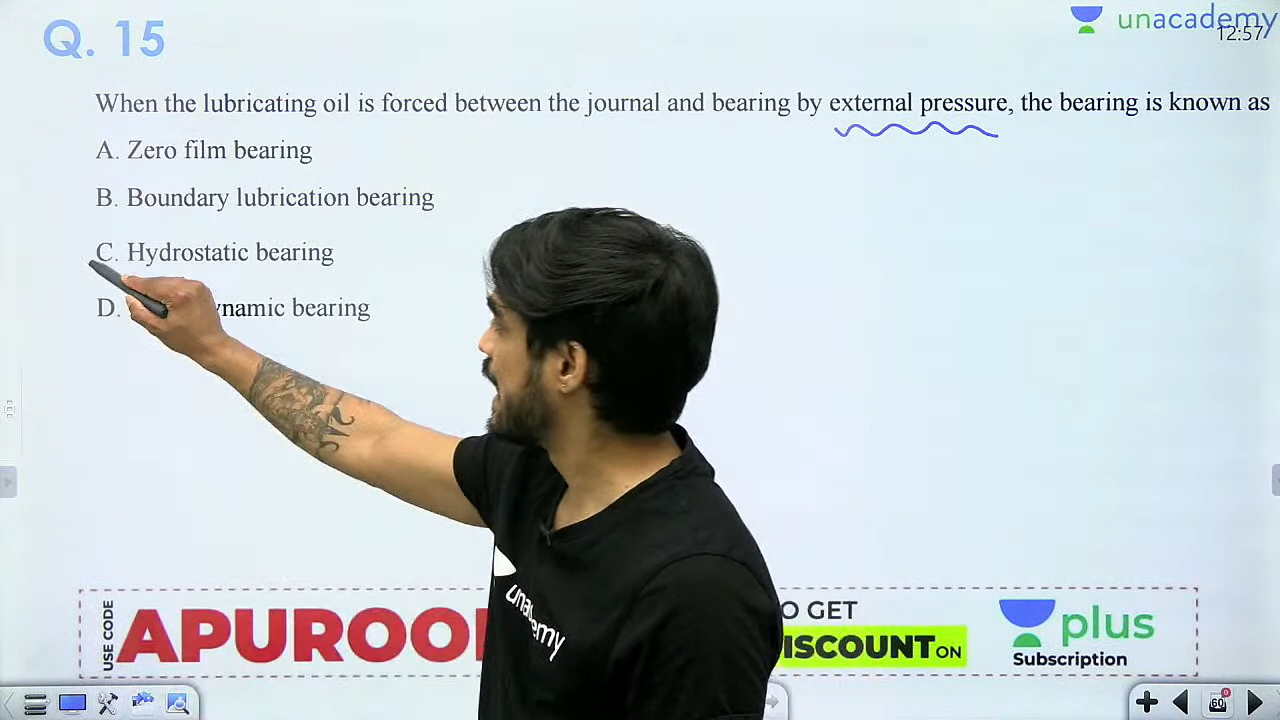 Q. 15
unacademy
12:57
When the lubricating oil is forced between the journal and bearing by external pressure, the bearing is known as
A. Zero film bearing
B. Boundary lubrication bearing
C. Hydrostatic bearing
D. ynamic bearing
USE CODE
APUROO
O GET
ISCOUNT ON
plus
Subscription
unacademy
60